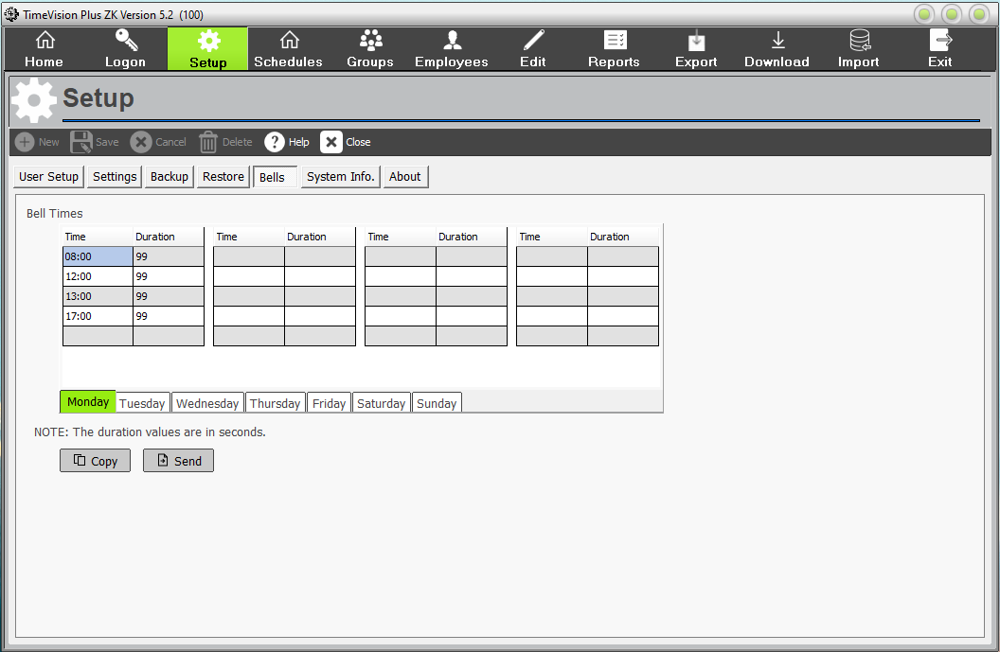 TimeVision Plus ZK Version 5.2 (100)
Home Logon Setup Schedules Groups Employees Edit Reports Export Download Import Exit
Setup
New Save Cancel Delete ? Help Close
User Setup Settings Backup Restore Bells System Info. About
Bell Times
Time Duration Time Duration Time Duration Time Duration
08:00 99
12:00 99
13:00 99
17:00 99
Monday Tuesday Wednesday Thursday Friday Saturday Sunday
NOTE: The duration values are in seconds.
Copy Send